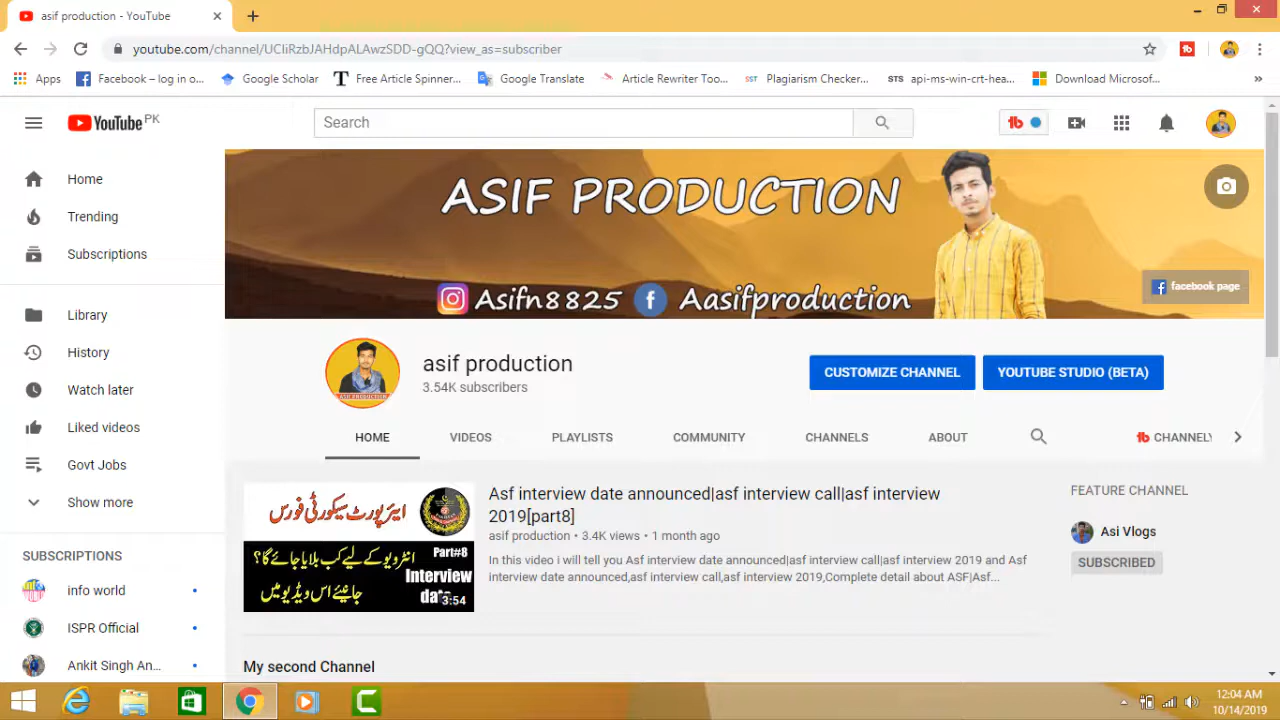 asif production - YouTube
youtube.com/channel/UCIiRzbJAHdpALAwzSDD-gQQ?view_as=subscriber
Apps
Facebook – log in o...
Google Scholar
T Free Article Spinner...
Google Translate
Article Rewriter Too...
SST Plagiarism Checker...
STS api-ms-win-crt-hea...
Download Microsof...
»
YouTube PK
Search
tb
Home
Trending
Subscriptions
Library
History
Watch later
Liked videos
Govt Jobs
Show more
SUBSCRIPTIONS
info world
ISPR Official
Ankit Singh An...
ASIF PRODUCTION
Asifn8825 f Aasifproduction
f facebook page
ASIF PRODUCTION
asif production
3.54K subscribers
CUSTOMIZE CHANNEL
YOUTUBE STUDIO (BETA)
HOME VIDEOS PLAYLISTS COMMUNITY CHANNELS ABOUT
tb CHANNELY
ایئرپورٹ سیکورٹی فورس
انٹرویو کے لیے کب بلایا جائے گا؟
جانیئے اس ویڈیو میں
Part#8
Interview
3:54
Asf interview date announced|asf interview call|asf interview
2019[part8]
asif production • 3.4K views • 1 month ago
In this video i will tell you Asf interview date announced|asf interview call|asf interview 2019 and Asf
interview date announced,asf interview call,asf interview 2019,Complete detail about ASF|Asf...
FEATURE CHANNEL
Asi Vlogs
SUBSCRIBED
My second Channel
12:04 AM
10/14/2019